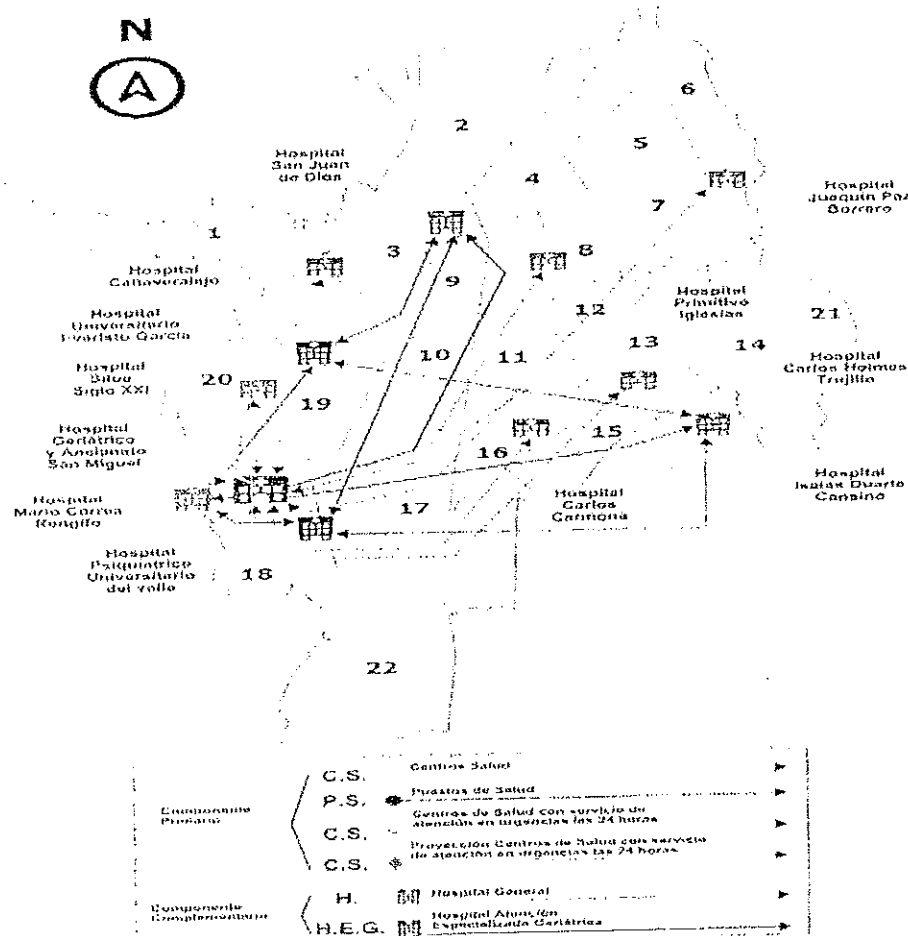 N
A
6
2
5
Hospital
San Juan
de Dios
4
Hospital
Joaquin Paz
Borrero
7
1
3
8
Hospital
Cañaveralejo
9
Hospital
Primitivo
Iglesias
Hospital
Universitario
Evaristo García
12
21
13
14
10
11
Hospital
Carlos Holmes
Trujillo
Hospital
Siloe
Siglo XXI
20
19
Hospital
Geriátrico
y Ancianato
San Miguel
15
16
Hospital
Isaias Duarte
Cansino
Hospital
Mario Correa
Rengifo
17
Hospital
Carlos
Carmona
Hospital
Psiquiatrico
Universitario
del valle
18
22
Componente
Primario
C.S. Centros Salud
P.S. Puestos de Salud
C.S. Centros de Salud con servicio de
atención en urgencias las 24 horas
C.S. Proyección Centros de Salud con servicio
de atención en urgencias las 24 horas
Componente
Complementario
H. Hospital General
H.E.G. Hospital Atención
Especializada Geriátrica